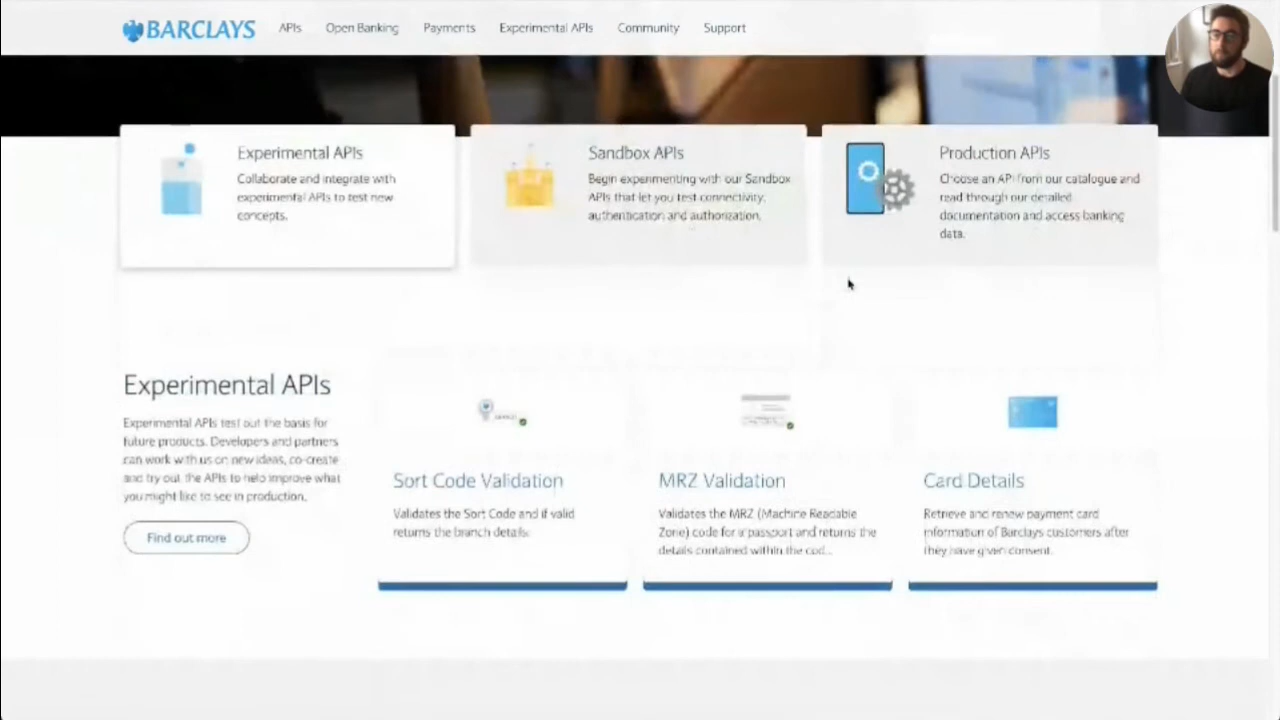 BARCLAYS
APIs
Open Banking
Payments
Experimental APIs
Community
Support
Experimental APIs
Collaborate and integrate with
experimental APIs to test new
concepts.
Sandbox APIs
Begin experimenting with our Sandbox
APIs that let you test connectivity,
authentication and authorization.
Production APIs
Choose an API from our catalogue and
read through our detailed
documentation and access banking
data.
Experimental APIs
Experimental APIs test out the basis for
future products. Developers and partners
can work with us on new ideas, co-create
and try out the APIs to help improve what
you might like to see in production.
Find out more
Sort Code Validation
Validates the Sort Code and if valid
returns the branch details.
MRZ Validation
Validates the MRZ (Machine Readable
Zone) code for a passport and returns the
details contained within the cod...
Card Details
Retrieve and renew payment card
information of Barclays customers after
they have given consent.